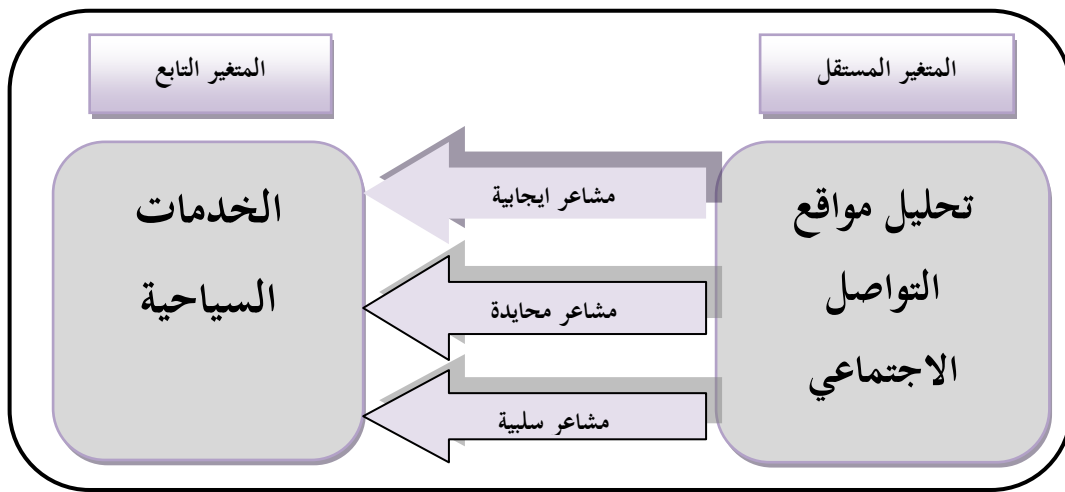 المتغير المستقل
المتغير التابع
تحليل مواقع
التواصل
الاجتماعي
مشاعر ايجابية
مشاعر محايدة
مشاعر سلبية
الخدمات
السياحية